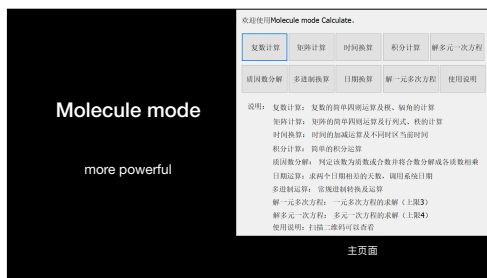 Molecule mode
more powerful
欢迎使用Molecule mode Calculate。
复数计算 矩阵计算 时间换算 积分计算 解多元一次方程
质因数分解 多进制换算 日期换算 解一元多次方程 使用说明
说明： 复数计算： 复数的简单四则运算及模、辐角的计算
矩阵计算： 矩阵的简单四则运算及行列式、秩的计算
时间换算： 时间的加减运算及不同时区当前时间
积分计算： 简单的积分运算
质因数分解： 判定该数为质数或合数并将合数分解成各质数相乘
日期运算： 求两个日期相差的天数，调用系统日期
多进制运算： 常规进制转换及运算
解一元多次方程： 一元多次方程的求解（上限3）
解多元一次方程： 多元一次方程的求解（上限4）
使用说明：扫描二维码可以查看
主页面